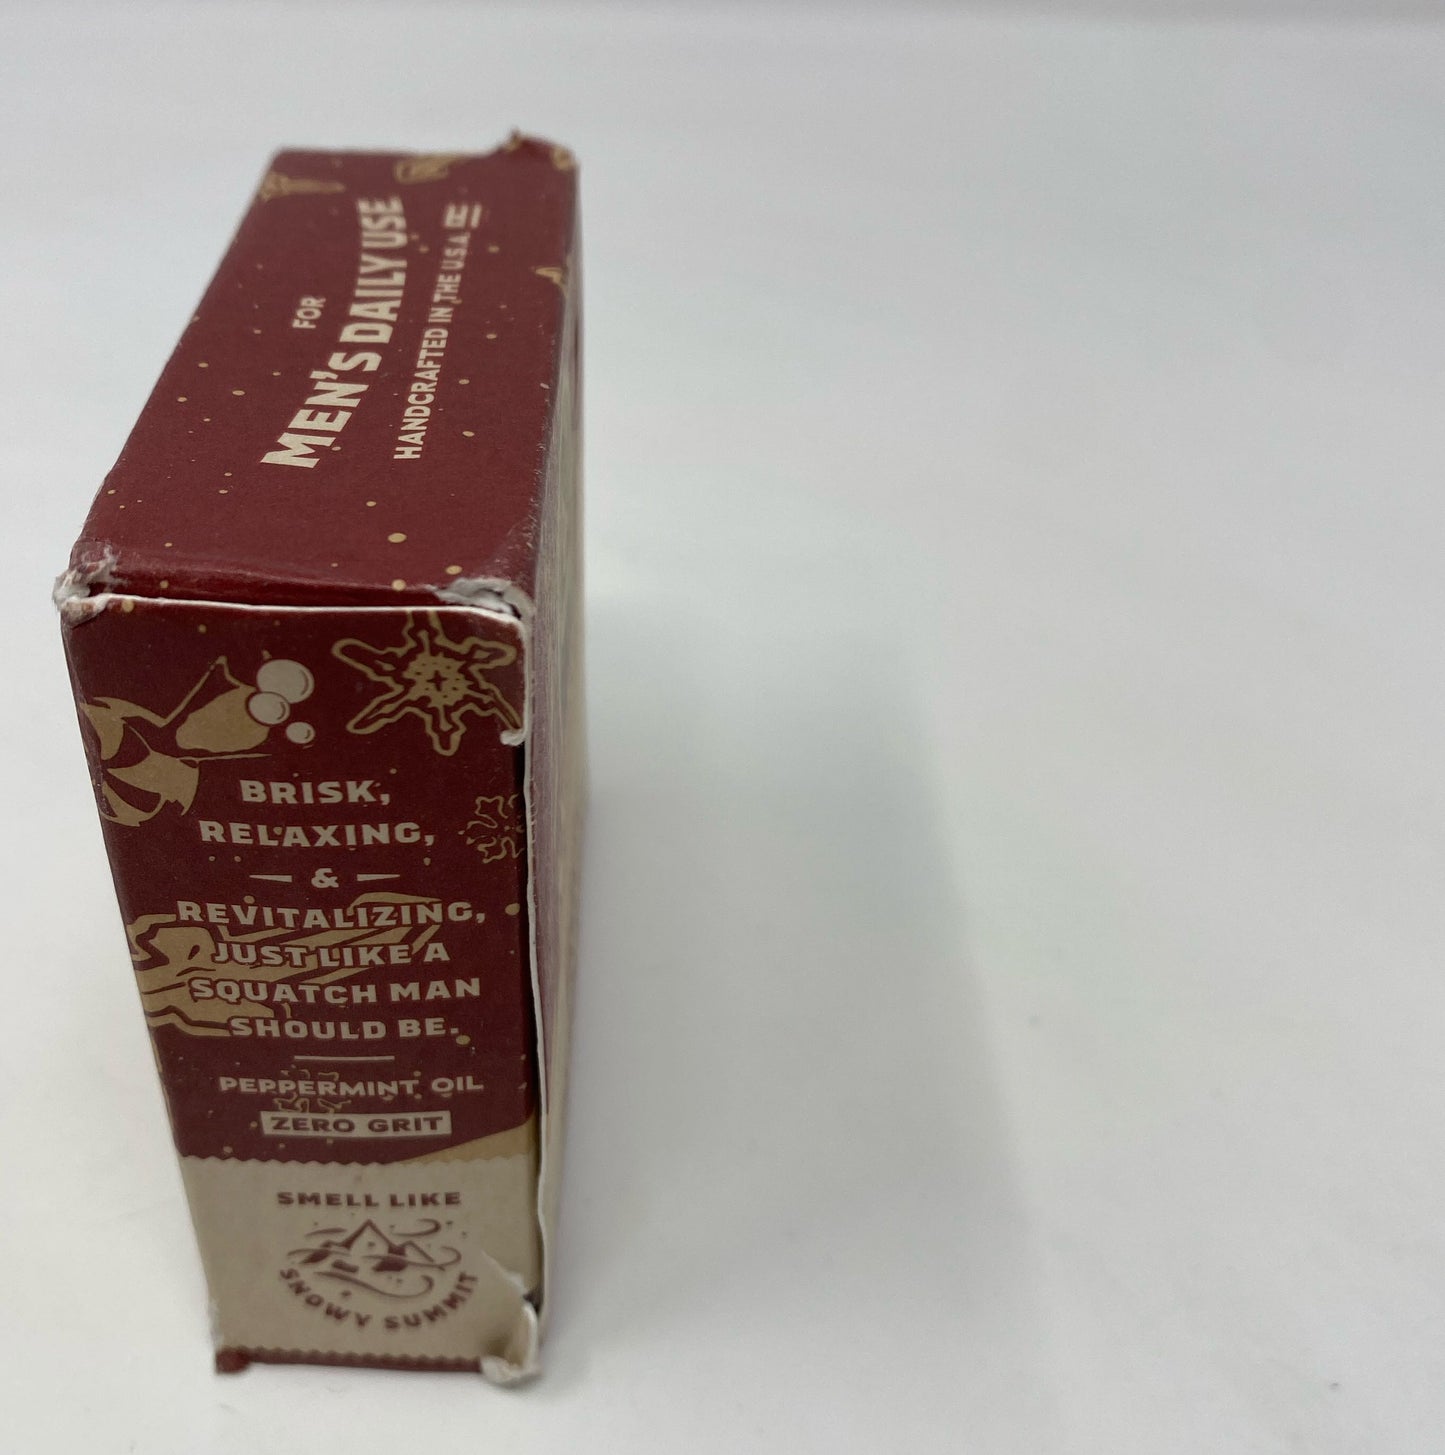 FOR
MEN'S DAILY USE
HANDCRAFTED IN THE U.S.A.
BRISK,
RELAXING,
&
REVITALIZING,
JUST LIKE A
SQUATCH MAN
SHOULD BE.
PEPPERMINT OIL
ZERO GRIT
SMELL LIKE
SNOWY SUMMIT